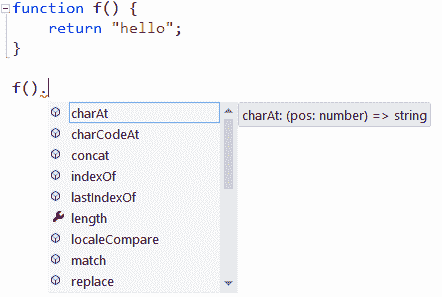 function f() {
    return "hello";
}
f().
charAt
charAt: (pos: number) => string
charCodeAt
concat
indexOf
lastIndexOf
length
localeCompare
match
replace